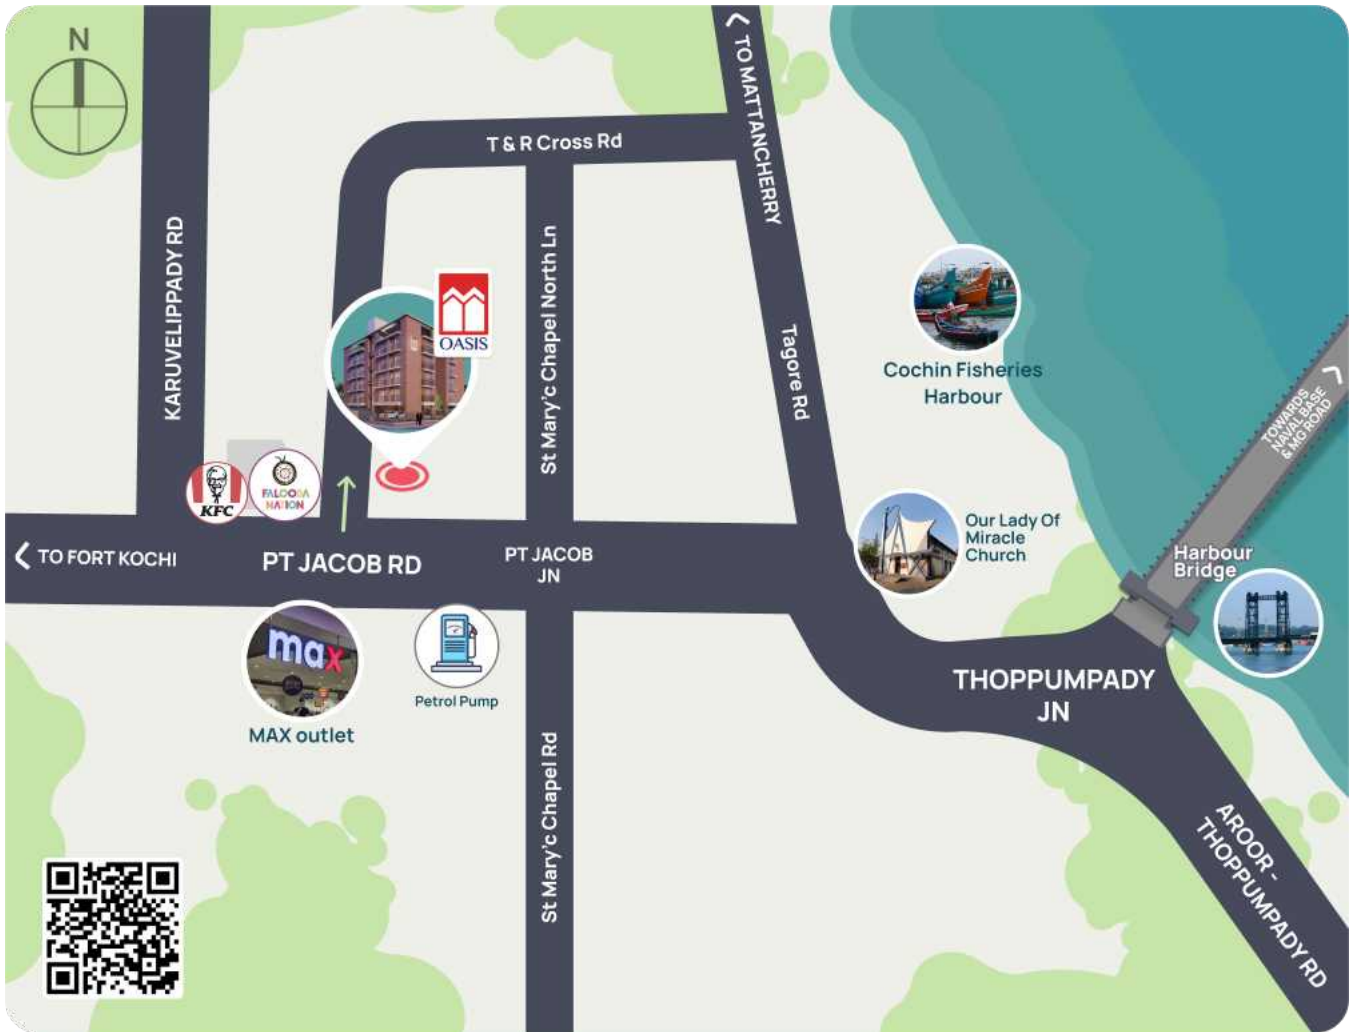 N
TO MATTANCHERRY
T & R Cross Rd
KARUVELIPPADY RD
St Mary'c Chapel North Ln
OASIS
Tagore Rd
Cochin Fisheries
Harbour
TOWARDS
NAVAL BASE
& MG ROAD
KFC
FALOODA
NATION
Our Lady Of
Miracle
Church
TO FORT KOCHI
PT JACOB RD
PT JACOB
JN
Harbour
Bridge
max
MAX outlet
Petrol Pump
THOPPUMPADY
JN
St Mary'c Chapel Rd
AROOR -
THOPPUMPADY RD